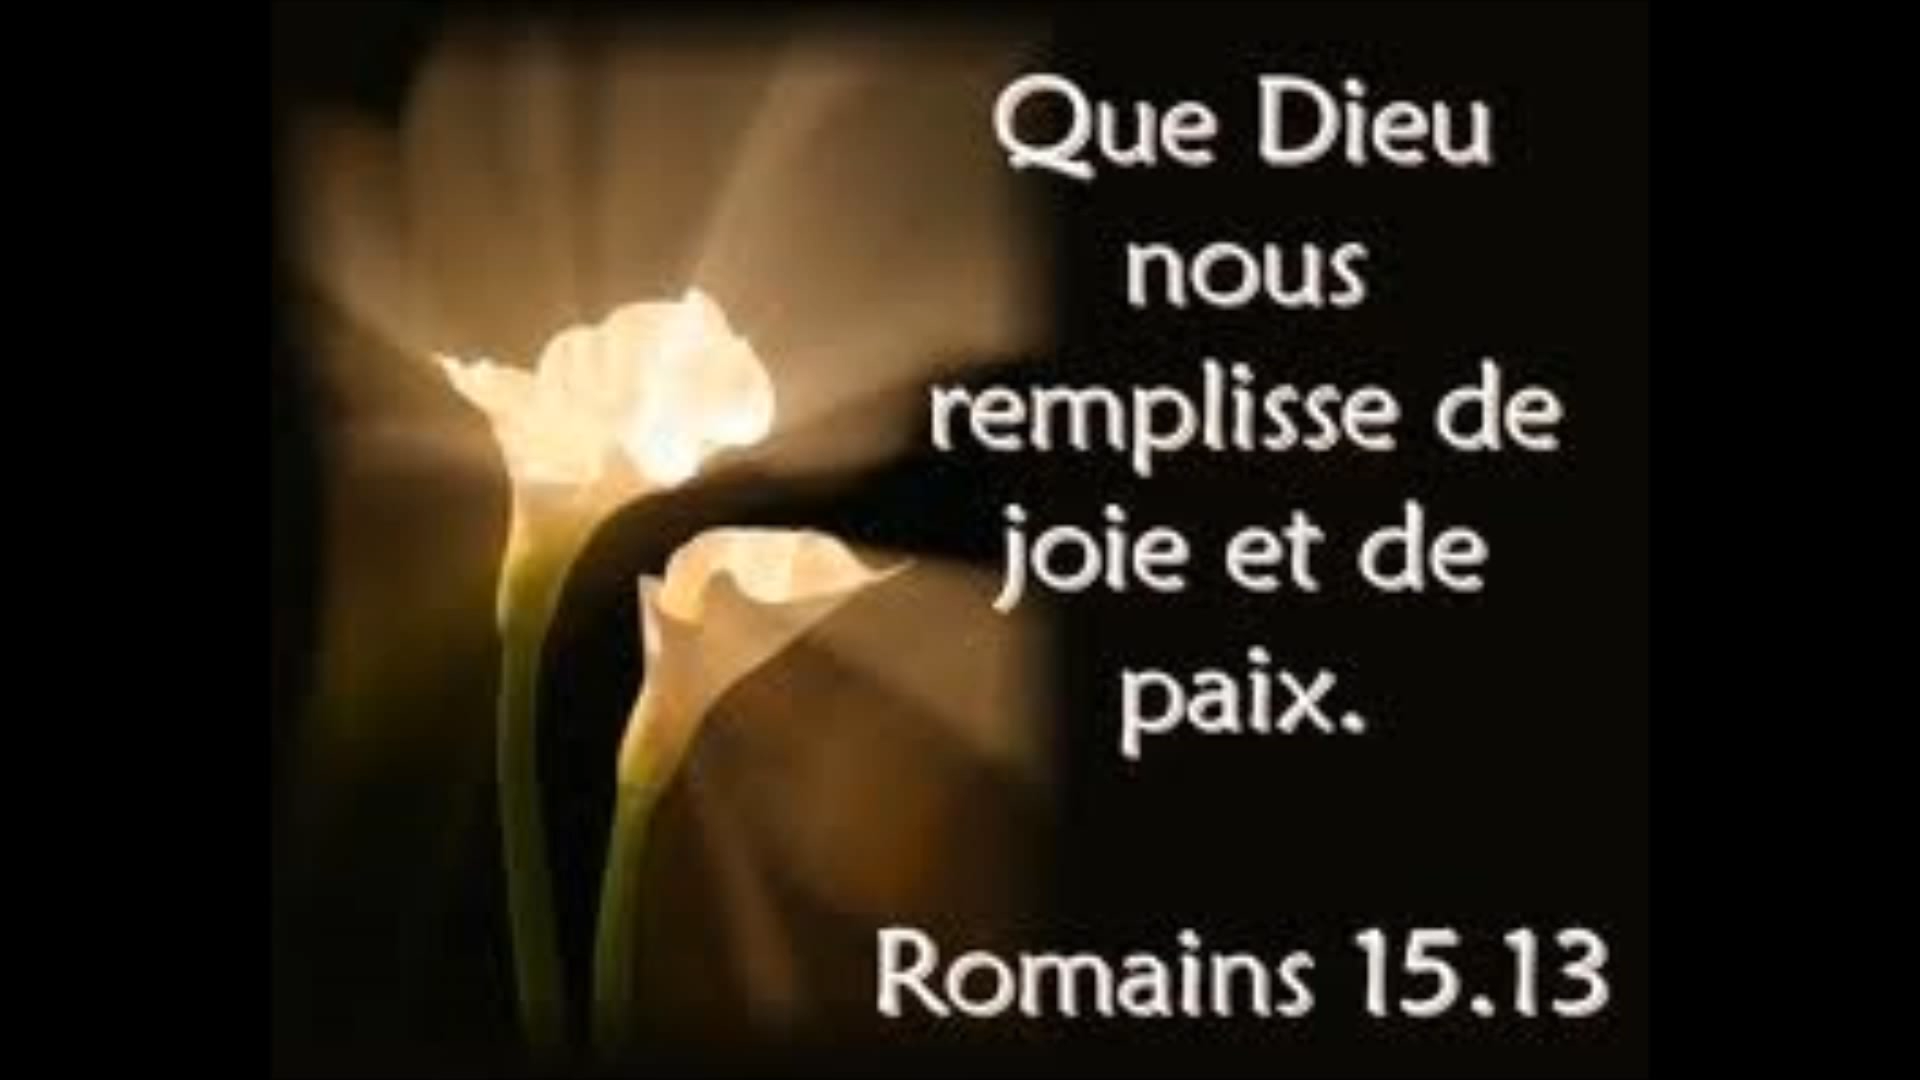 Que Dieu
nous
remplisse de
joie et de
paix.
Romains 15.13